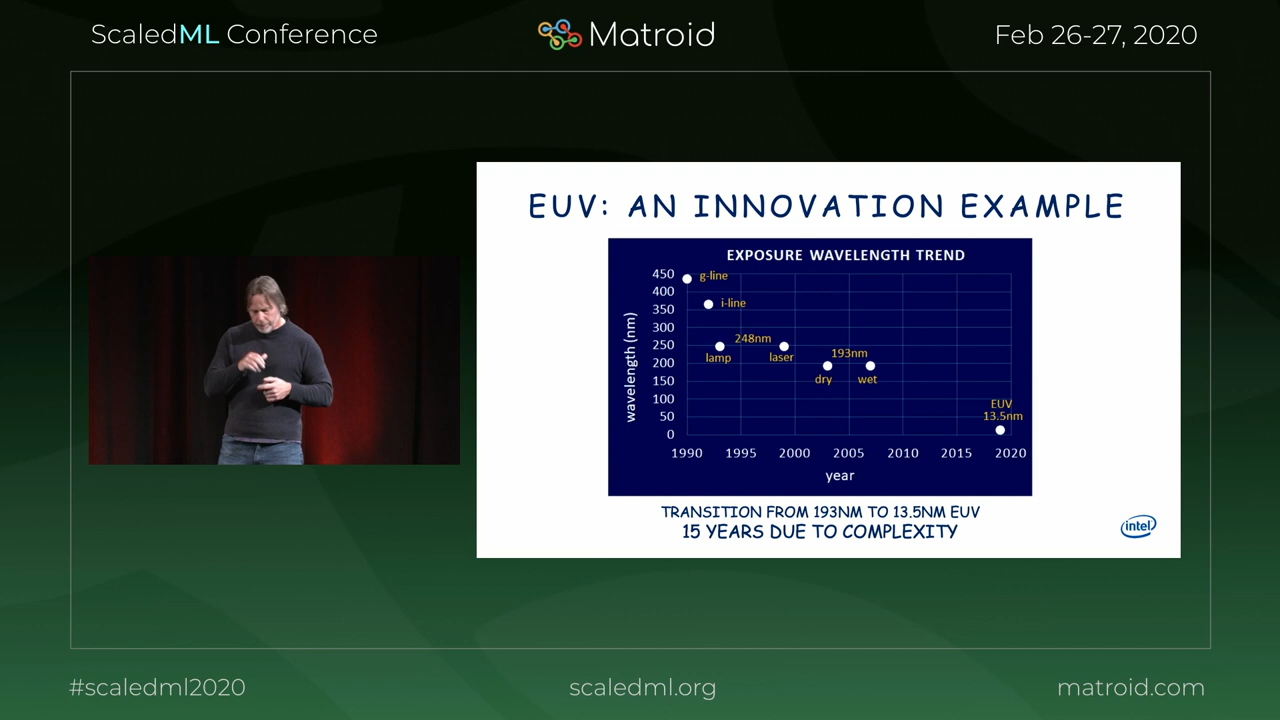 ScaledML Conference
Matroid
Feb 26-27, 2020
EUV: AN INNOVATION EXAMPLE
EXPOSURE WAVELENGTH TREND
wavelength (nm)
450
400
350
300
250
200
150
100
50
0
g-line
i-line
248nm
lamp
laser
193nm
dry
wet
EUV
13.5nm
1990 1995 2000 2005 2010 2015 2020
year
TRANSITION FROM 193NM TO 13.5NM EUV
15 YEARS DUE TO COMPLEXITY
intel
#scaledml2020
scaledml.org
matroid.com